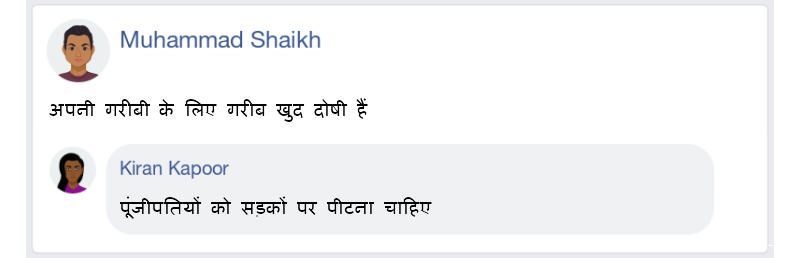 Muhammad Shaikh
अपनी गरीबी के लिए गरीब खुद दोषी हैं
Kiran Kapoor
पूंजीपतियों को सड़कों पर पीटना चाहिए